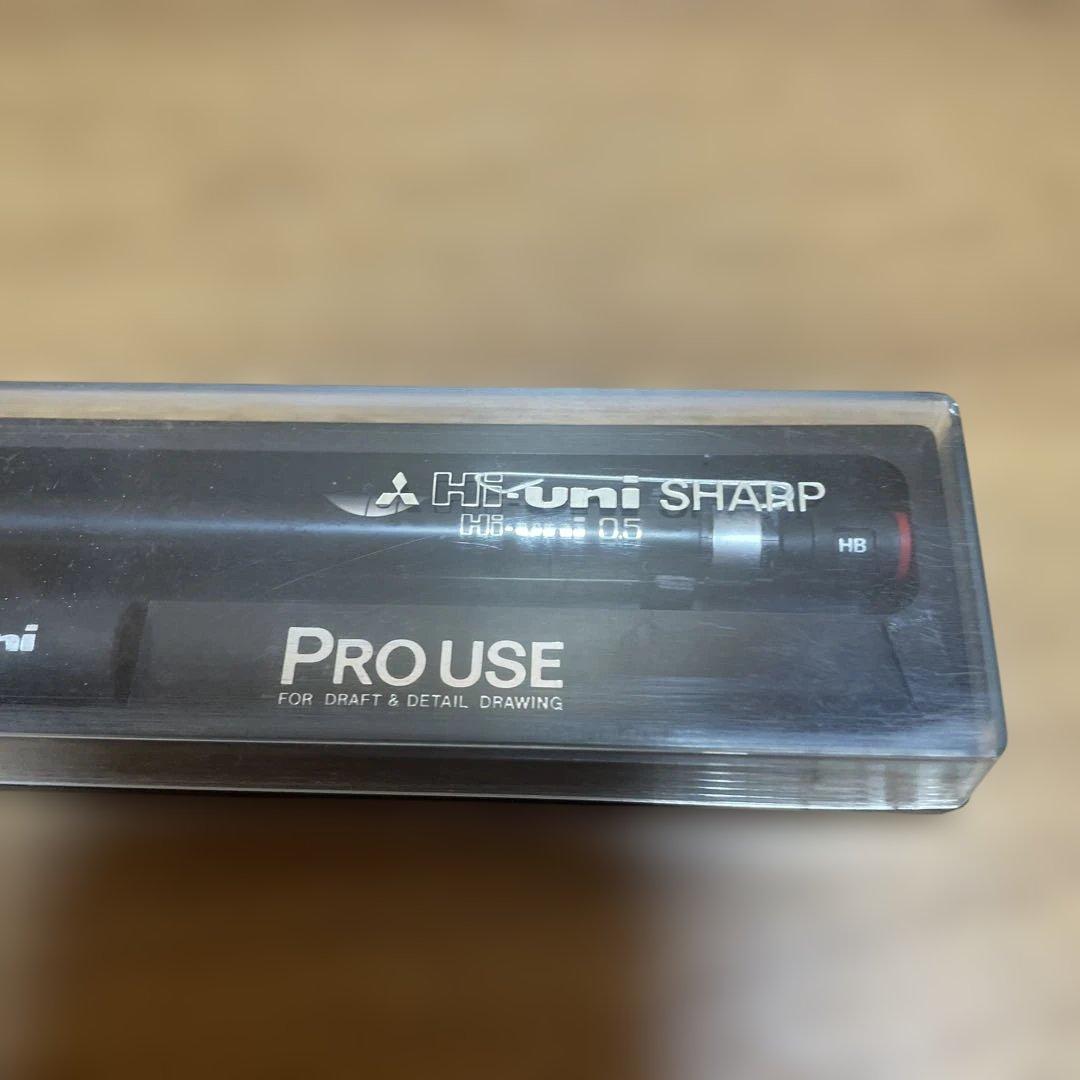 Hi-uni SHARP
Hi-uni 0.5
HB
ni
PRO USE
FOR DRAFT & DETAIL DRAWING